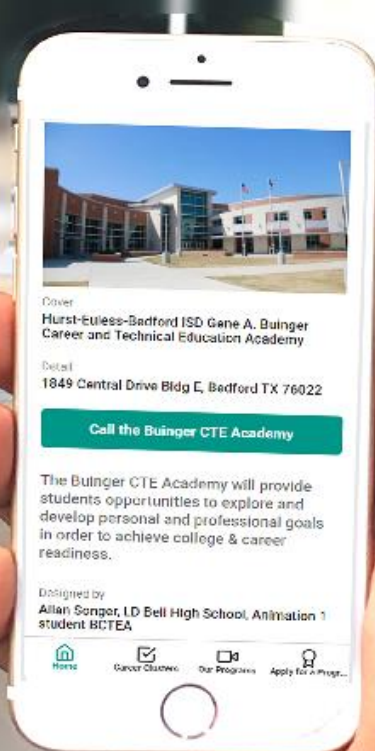 Cover
Hurst-Euless-Bedford ISD Gene A. Buinger
Career and Technical Education Academy
Detail
1849 Central Drive Bldg E, Bedford TX 76022
Call the Buinger CTE Academy
The Buinger CTE Academy will provide
students opportunities to explore and
develop personal and professional goals
in order to achieve college & career
readiness.
Designed by
Allan Songer, LD Bell High School, Animation 1
student BCTEA
Home
Career Clusters
Our Programs
Apply for a Progr...